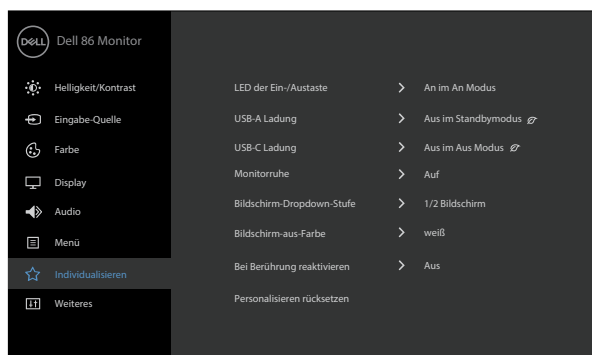 DELL Dell 86 Monitor
Helligkeit/Kontrast
Eingabe-Quelle
Farbe
Display
Audio
Menü
Individualisieren
Weiteres
LED der Ein-/Austaste > An im An Modus
USB-A Ladung > Aus im Standbymodus
USB-C Ladung > Aus im Aus Modus
Monitorruhe > Auf
Bildschirm-Dropdown-Stufe > 1/2 Bildschirm
Bildschirm-aus-Farbe > weiß
Bei Berührung reaktivieren > Aus
Personalisieren rücksetzen